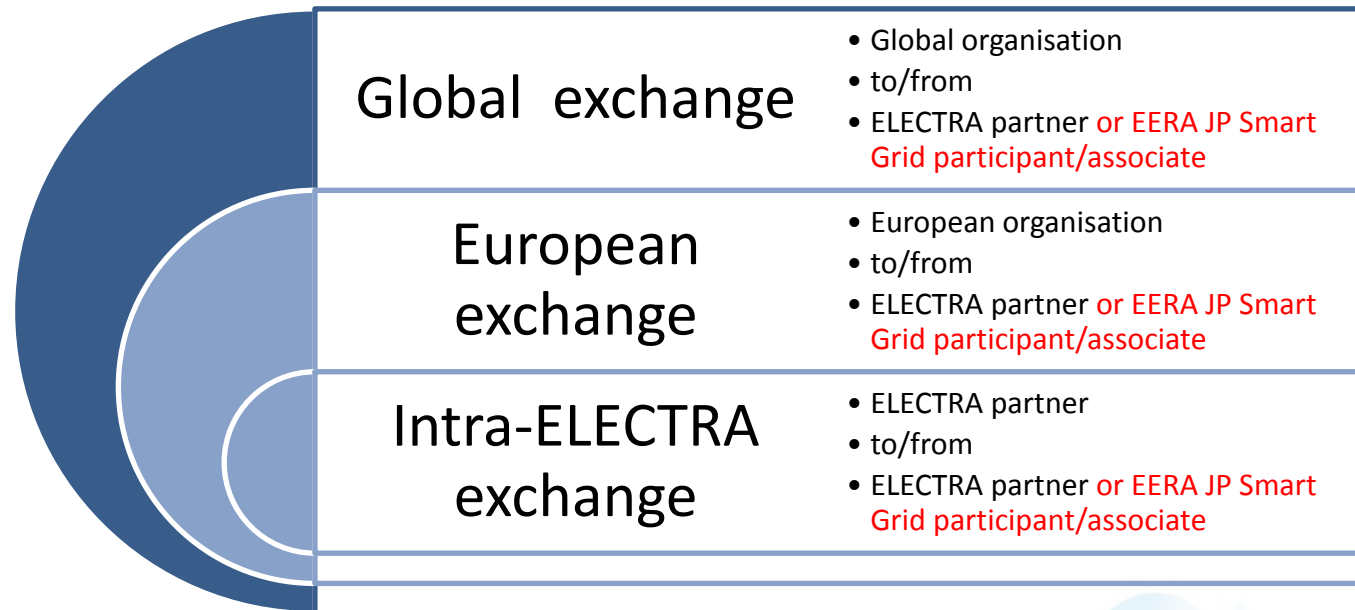 Global exchange
• Global organisation
• to/from
• ELECTRA partner or EERA JP Smart
Grid participant/associate
European
exchange
• European organisation
• to/from
• ELECTRA partner or EERA JP Smart
Grid participant/associate
Intra-ELECTRA
exchange
• ELECTRA partner
• to/from
• ELECTRA partner or EERA JP Smart
Grid participant/associate